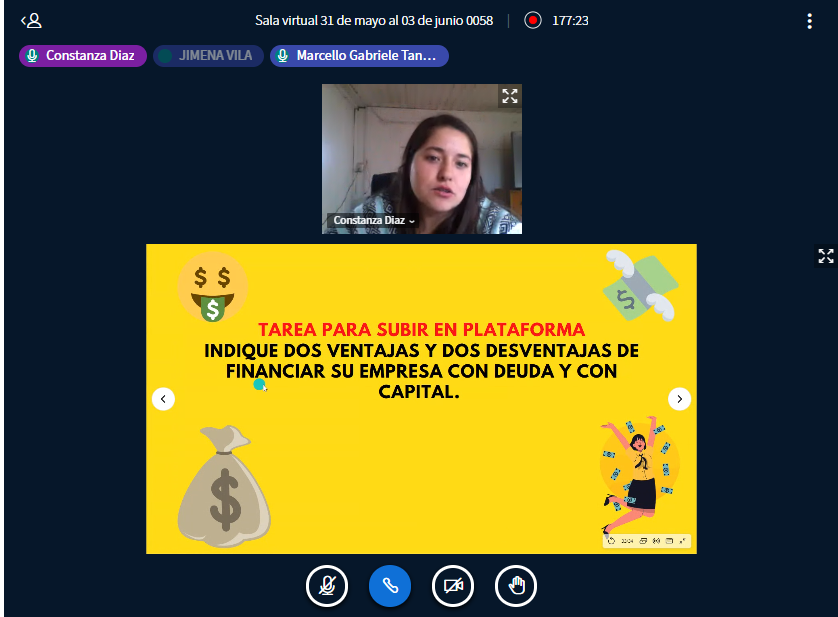 Sala virtual 31 de mayo al 03 de junio 0058
177:23
Constanza Diaz
JIMENA VILA
Marcello Gabriele Tan...
Constanza Diaz
$ $
$
$
TAREA PARA SUBIR EN PLATAFORMA
INDIQUE DOS VENTAJAS Y DOS DESVENTAJAS DE
FINANCIAR SU EMPRESA CON DEUDA Y CON
CAPITAL.
$